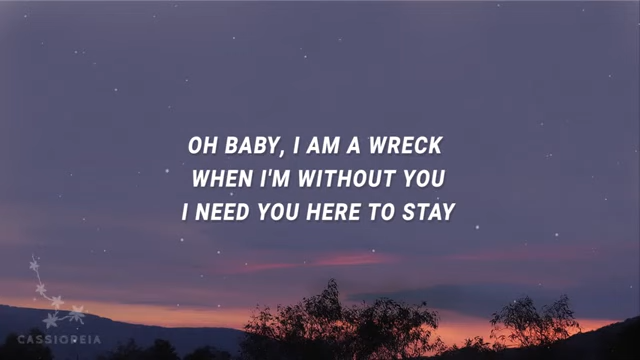 OH BABY, I AM A WRECK
WHEN I'M WITHOUT YOU
I NEED YOU HERE TO STAY
CASSIOPEIA